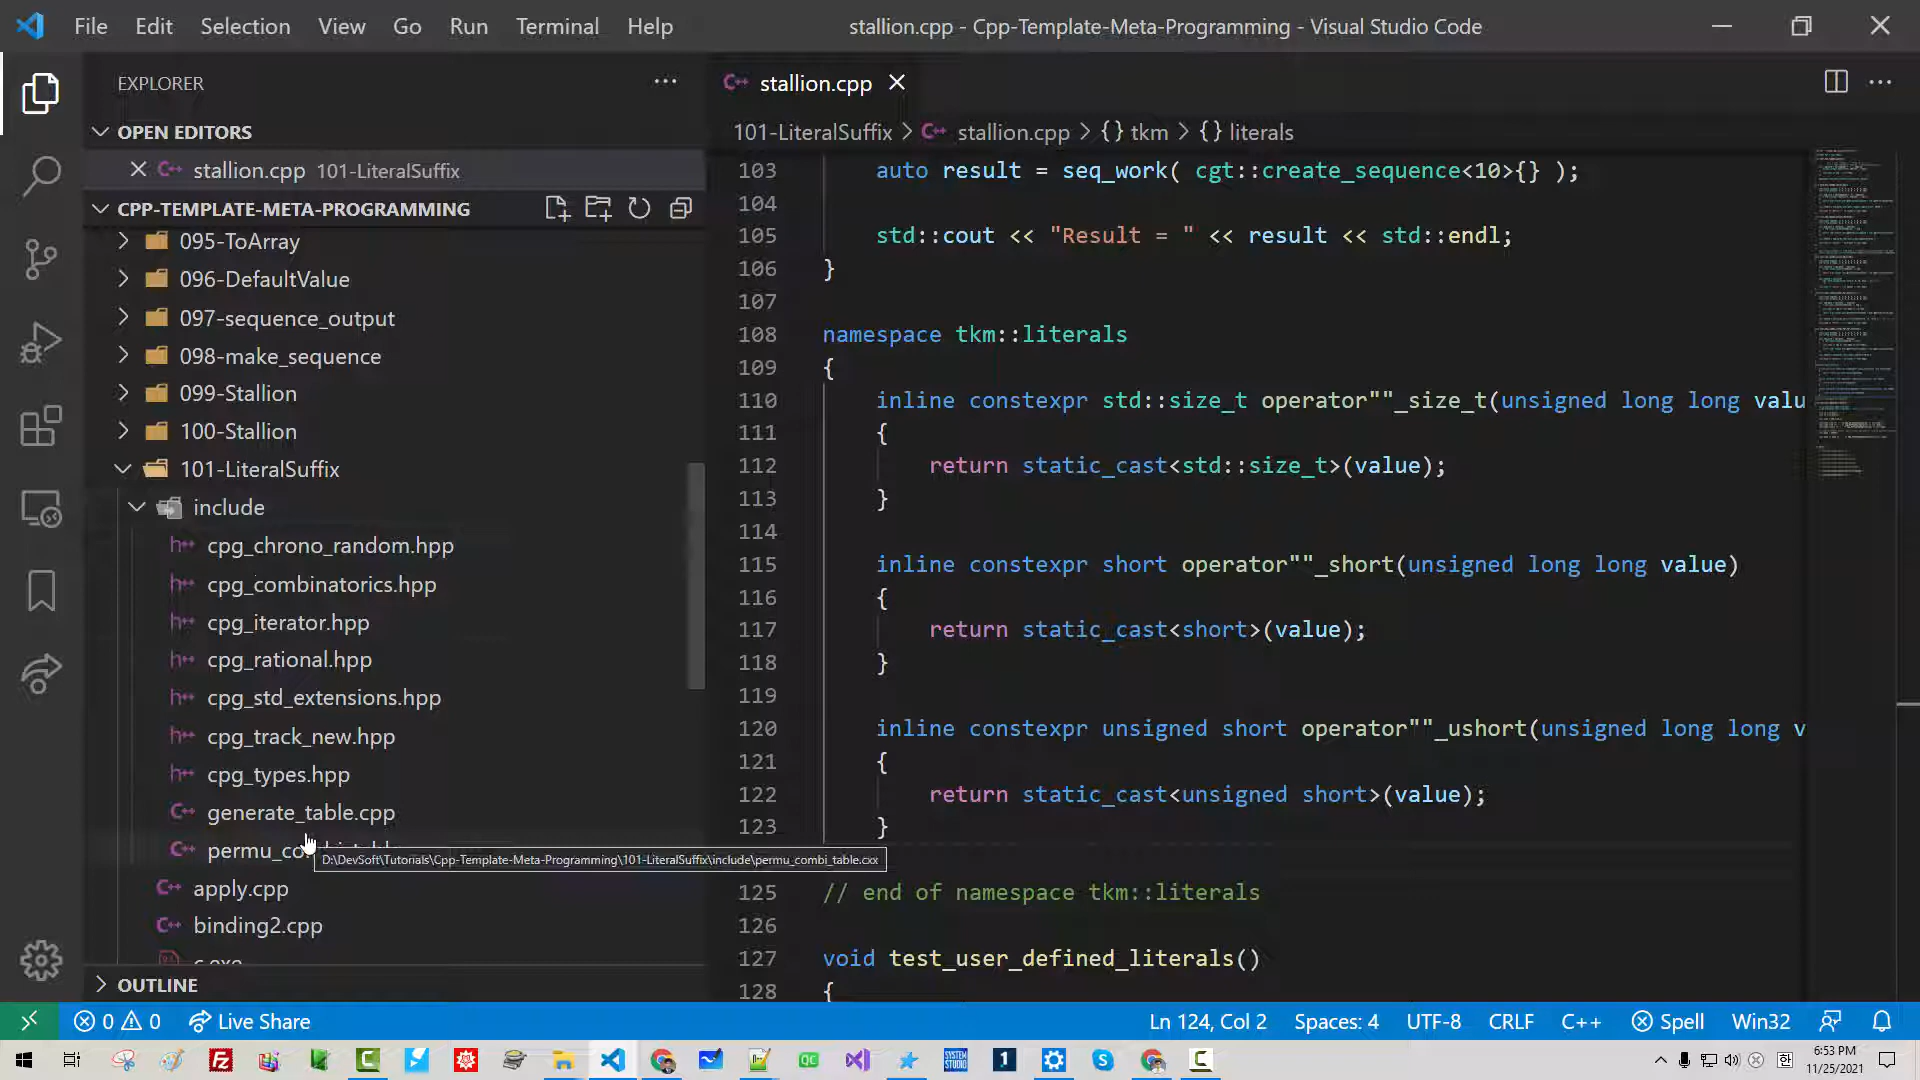 File Edit Selection View Go Run Terminal Help
stallion.cpp - Cpp-Template-Meta-Programming - Visual Studio Code
EXPLORER
OPEN EDITORS
stallion.cpp 101-LiteralSuffix
CPP-TEMPLATE-META-PROGRAMMING
095-ToArray
096-DefaultValue
097-sequence_output
098-make_sequence
099-Stallion
100-Stallion
101-LiteralSuffix
include
cpg_chrono_random.hpp
cpg_combinatorics.hpp
cpg_iterator.hpp
cpg_rational.hpp
cpg_std_extensions.hpp
cpg_track_new.hpp
cpg_types.hpp
generate_table.cpp
D:\DevSoft\Tutorials\Cpp-Template-Meta-Programming\101-LiteralSuffix\include\permu_combi_table.cxx
apply.cpp
binding2.cpp
c.exe
OUTLINE
stallion.cpp
101-LiteralSuffix > stallion.cpp > {} tkm > {} literals
103 auto result = seq_work( cgt::create_sequence<10>{} );
104
105 std::cout << "Result = " << result << std::endl;
106 }
107
108 namespace tkm::literals
109 {
110 inline constexpr std::size_t operator""_size_t(unsigned long long valu
111 {
112 return static_cast<std::size_t>(value);
113 }
114
115 inline constexpr short operator""_short(unsigned long long value)
116 {
117 return static_cast<short>(value);
118 }
119
120 inline constexpr unsigned short operator""_ushort(unsigned long long v
121 {
122 return static_cast<unsigned short>(value);
123 }
125 // end of namespace tkm::literals
126
127 void test_user_defined_literals()
128 {
0 0 Live Share
Ln 124, Col 2 Spaces: 4 UTF-8 CRLF C++ Spell Win32
6:53 PM
11/25/2021